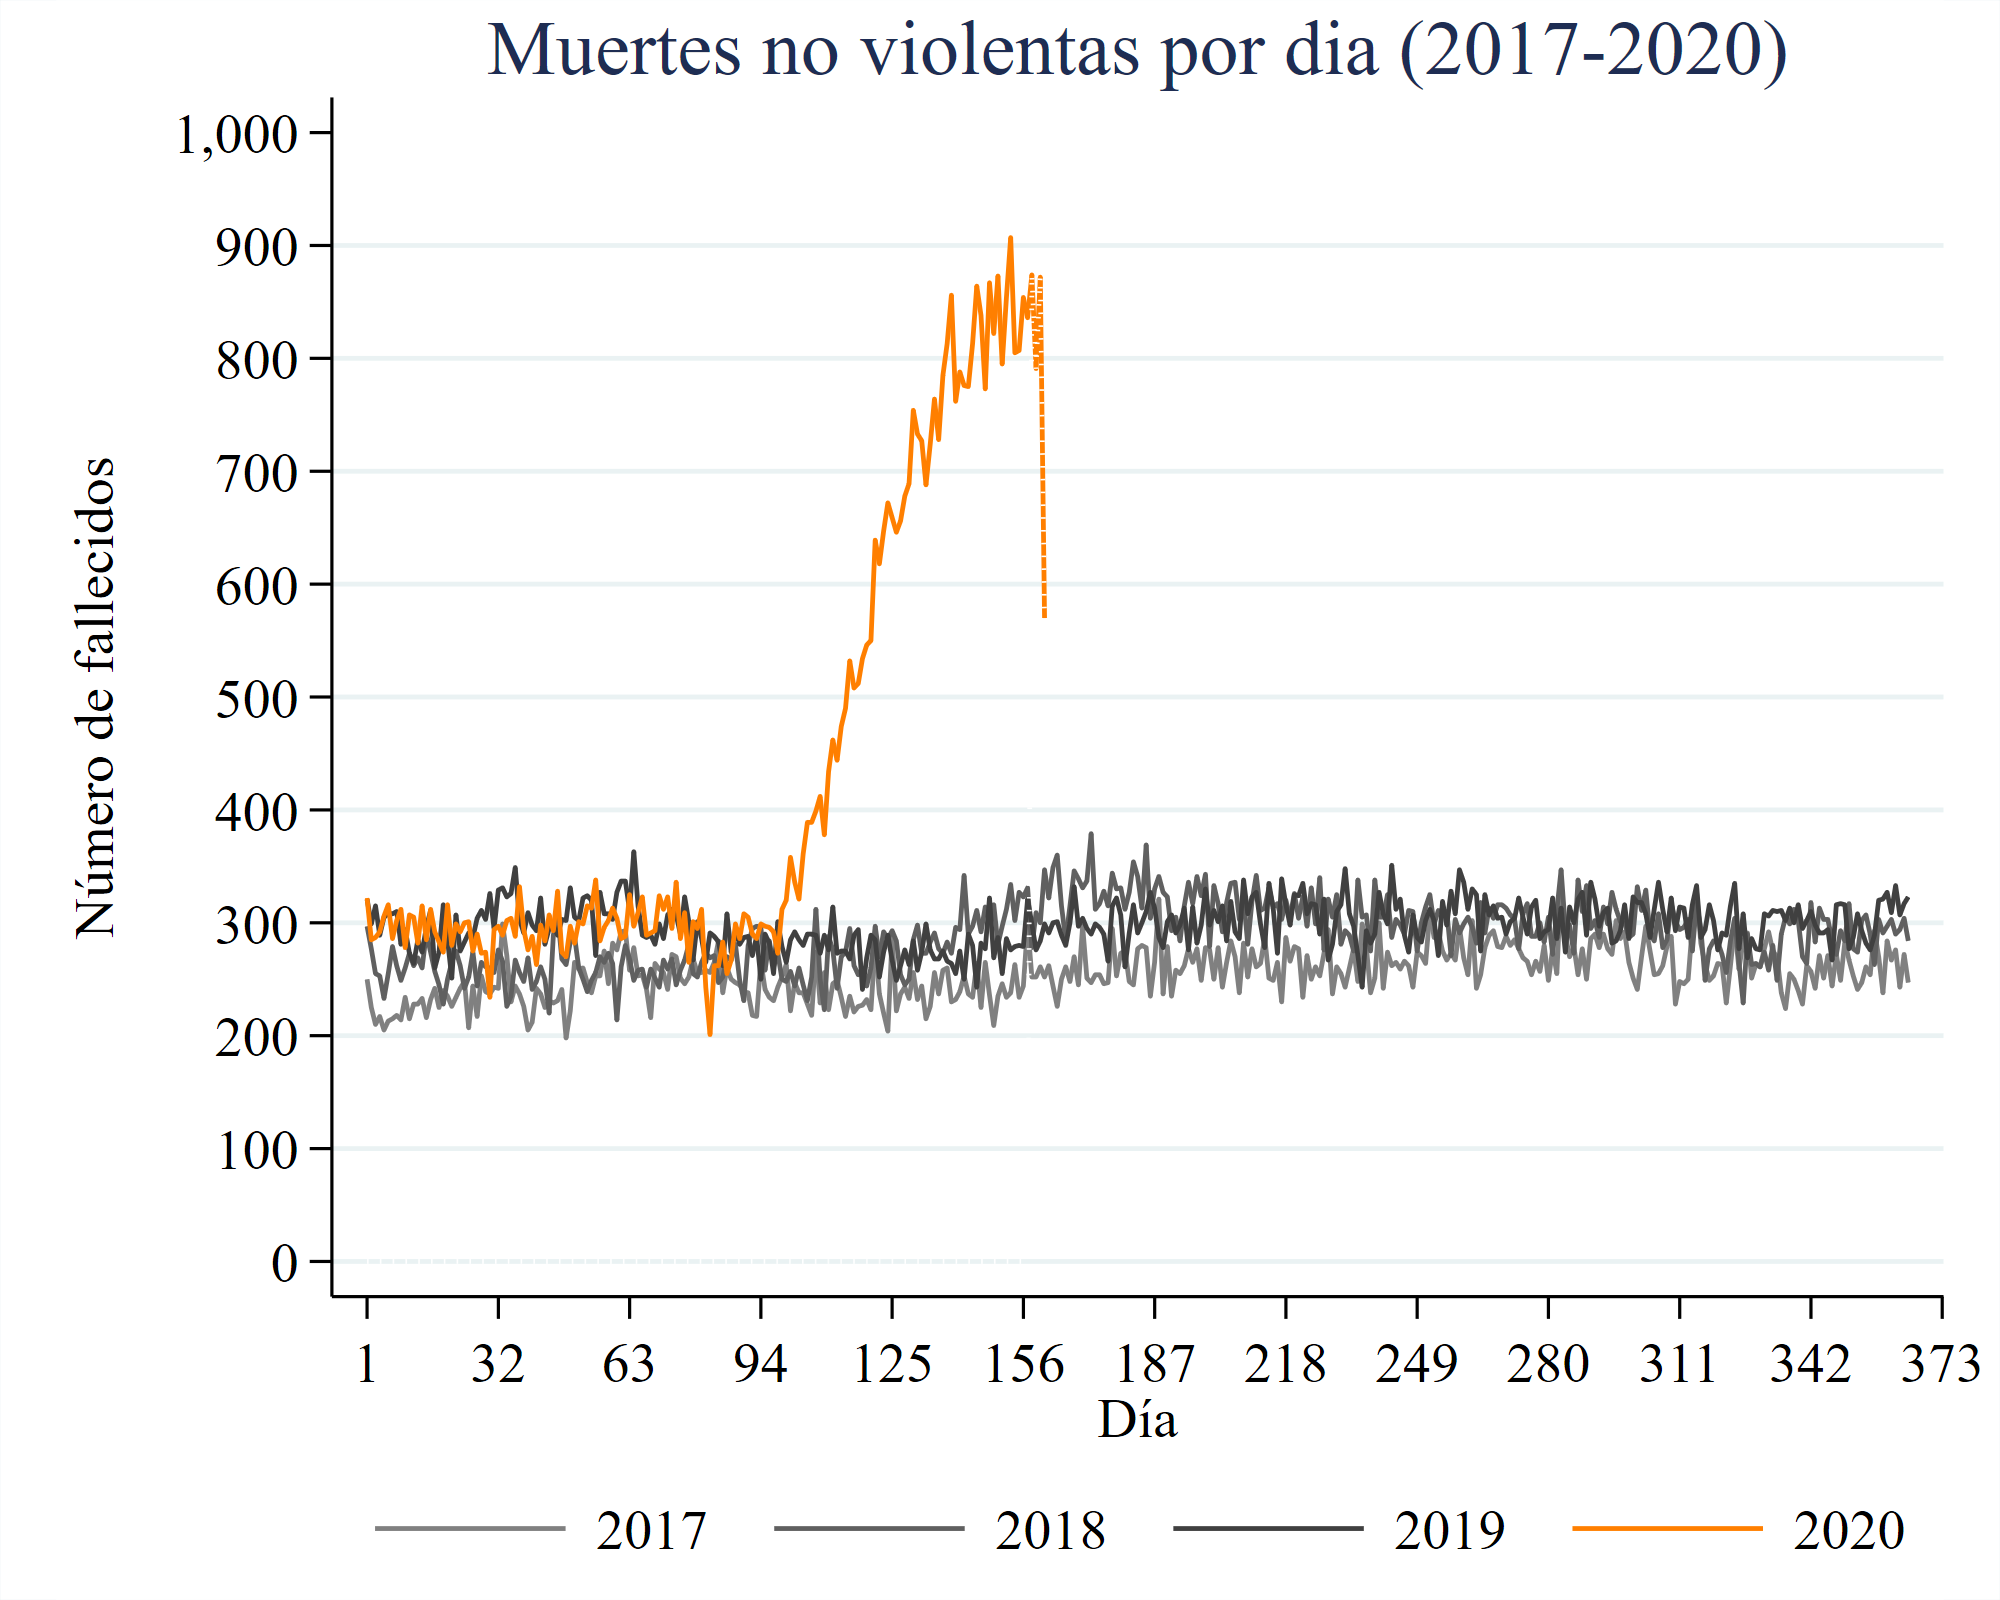 Muertes no violentas por dia (2017-2020)
Número de fallecidos
1,000
900
800
700
600
500
400
300
200
100
0
1 32 63 94 125 156 187 218 249 280 311 342 373
Día
2017 2018 2019 2020